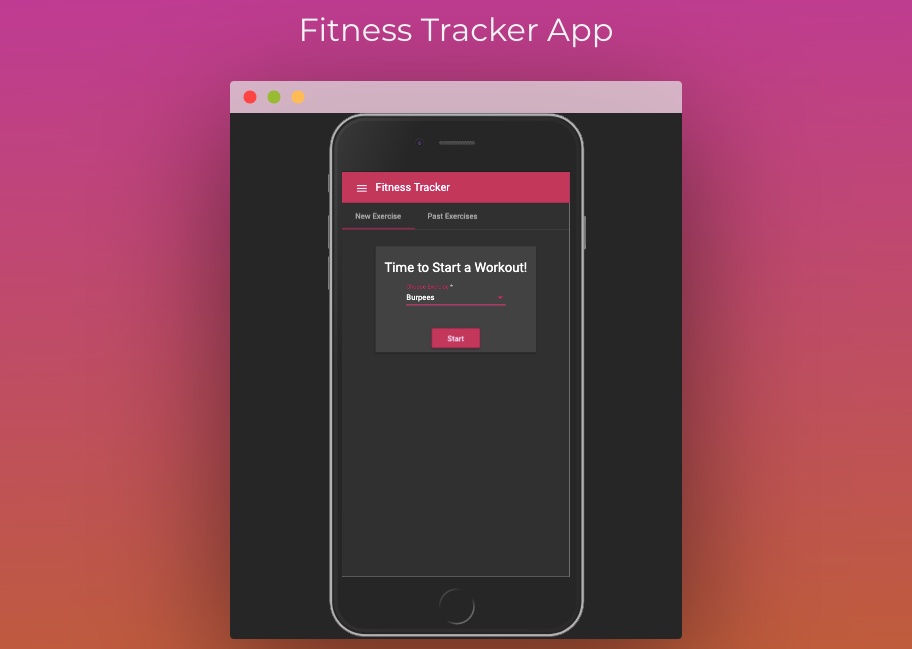 Fitness Tracker App
Fitness Tracker
New Exercise Past Exercises
Time to Start a Workout!
Choose Exercise *
Burpees
Start